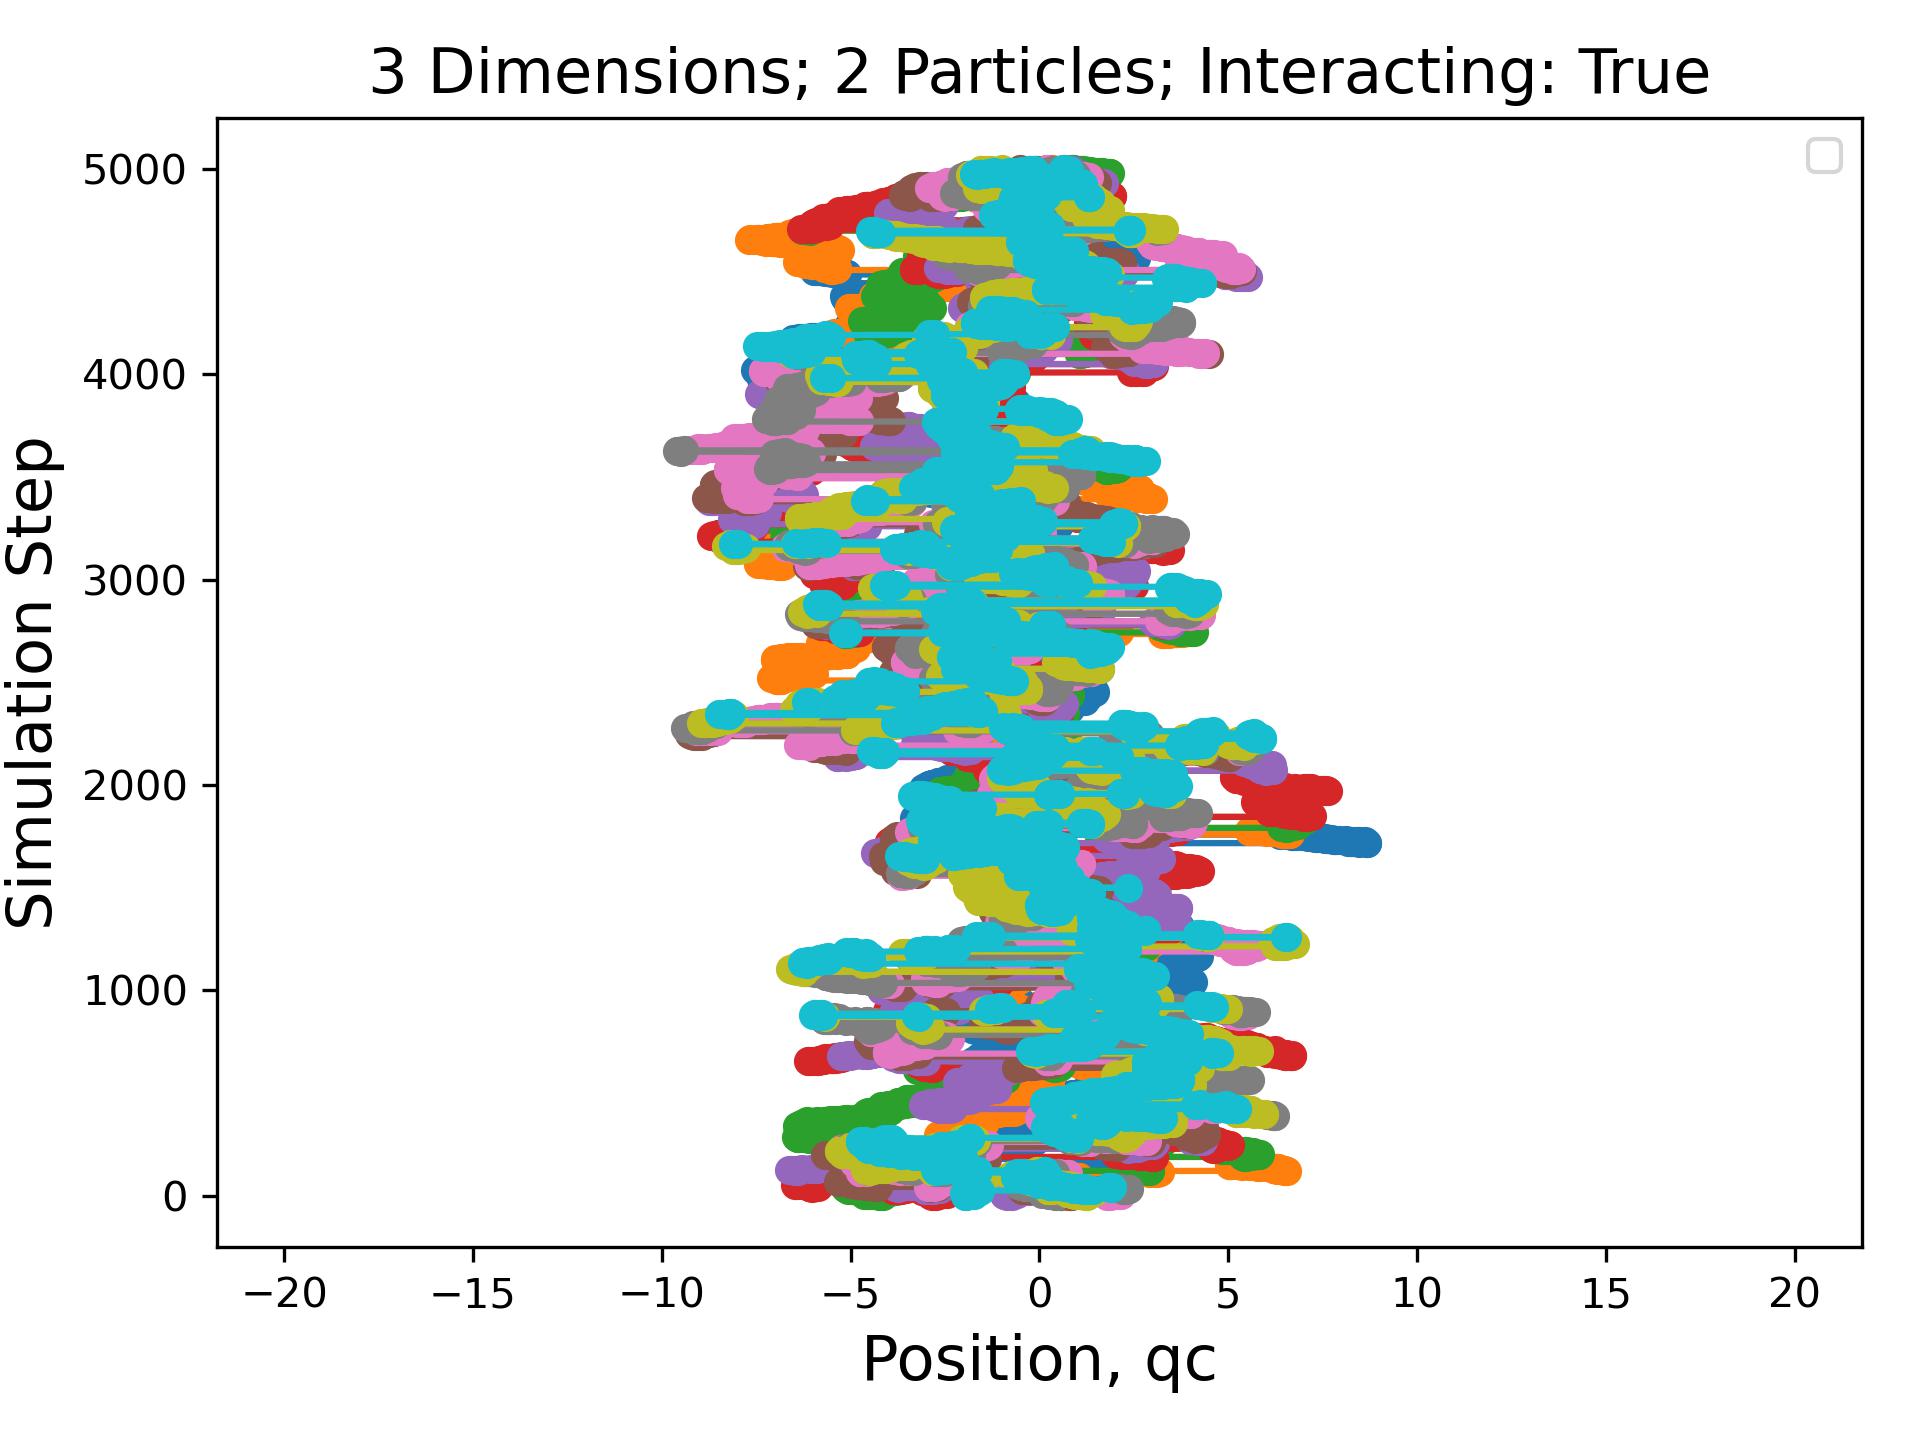 3 Dimensions; 2 Particles; Interacting: True
Simulation Step
5000
4000
3000
2000
1000
0
−20 −15 −10 −5 0 5 10 15 20
Position, qc